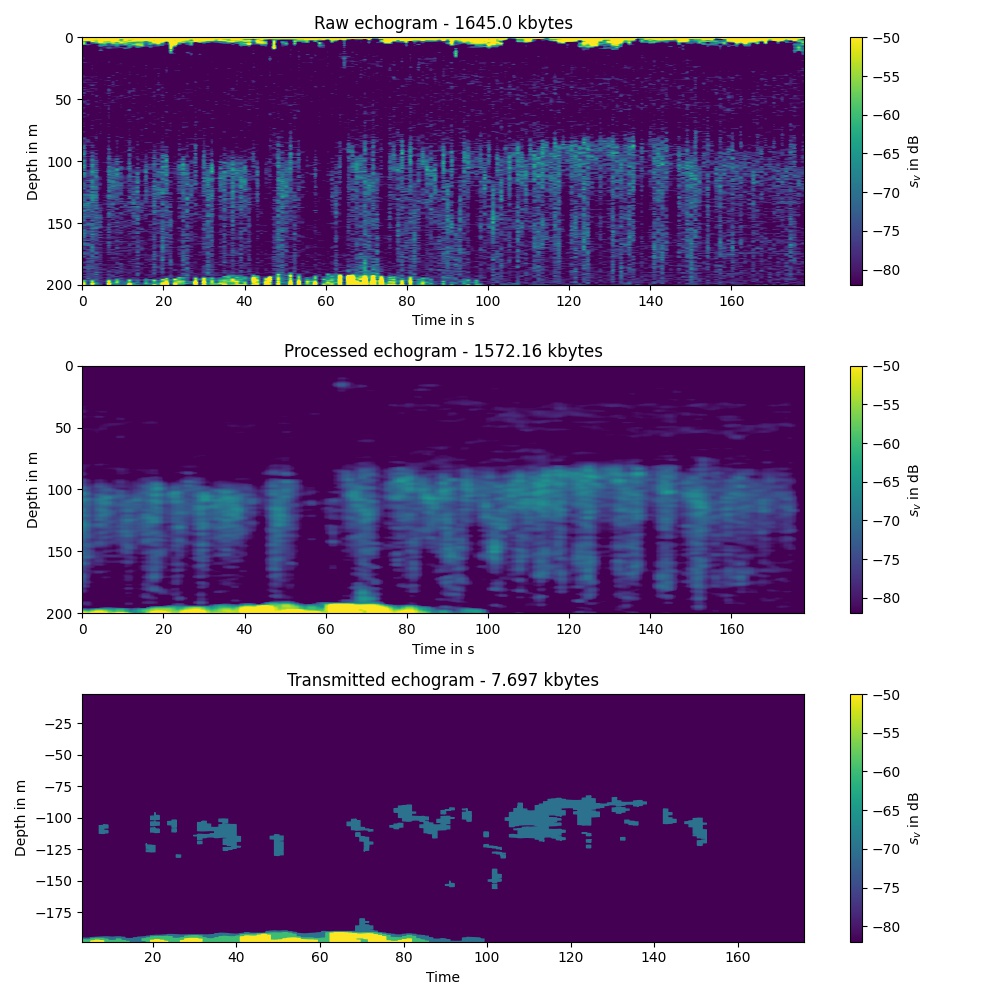 Raw echogram - 1645.0 kbytes
0
50
100
150
200
Depth in m
0 20 40 60 80 100 120 140 160
Time in s
−50
−55
−60
−65
−70
−75
−80
sv in dB
Processed echogram - 1572.16 kbytes
0
50
100
150
200
Depth in m
0 20 40 60 80 100 120 140 160
Time in s
−50
−55
−60
−65
−70
−75
−80
sv in dB
Transmitted echogram - 7.697 kbytes
−25
−50
−75
−100
−125
−150
−175
Depth in m
20 40 60 80 100 120 140 160
Time
−50
−55
−60
−65
−70
−75
−80
sv in dB